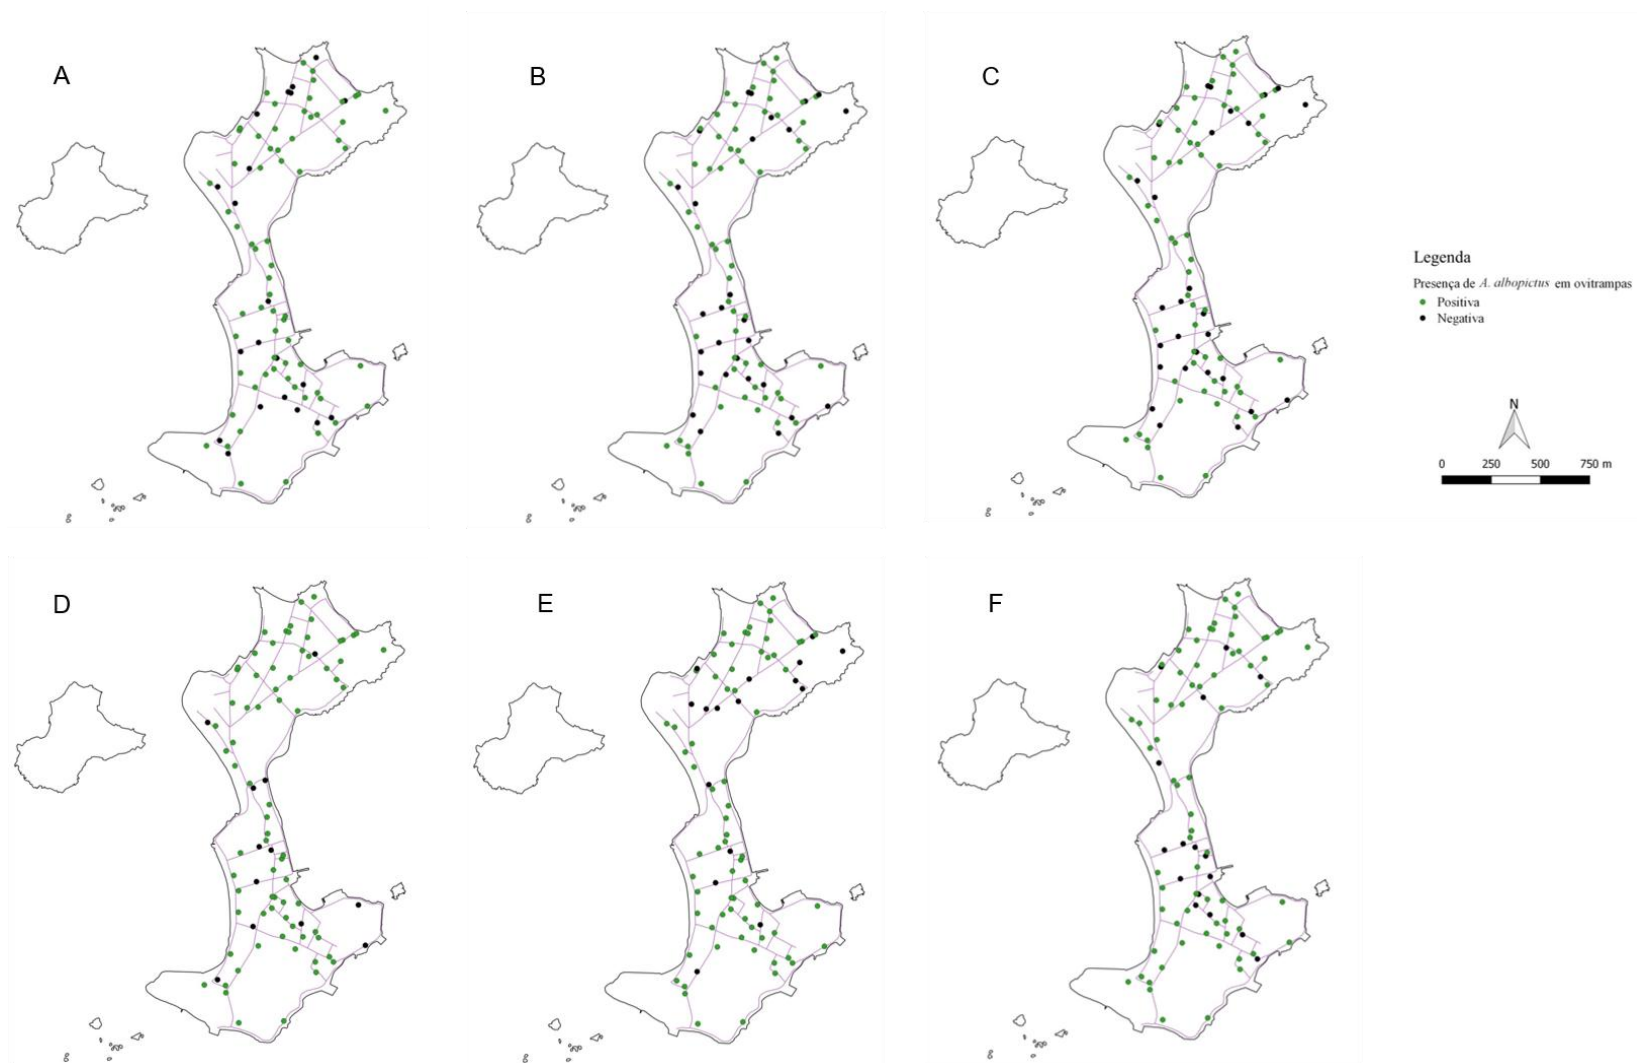 A
B
C
Legenda
Presença de A. albopictus em ovitrampas
Positiva
Negativa
N
0 250 500 750 m
D
E
F